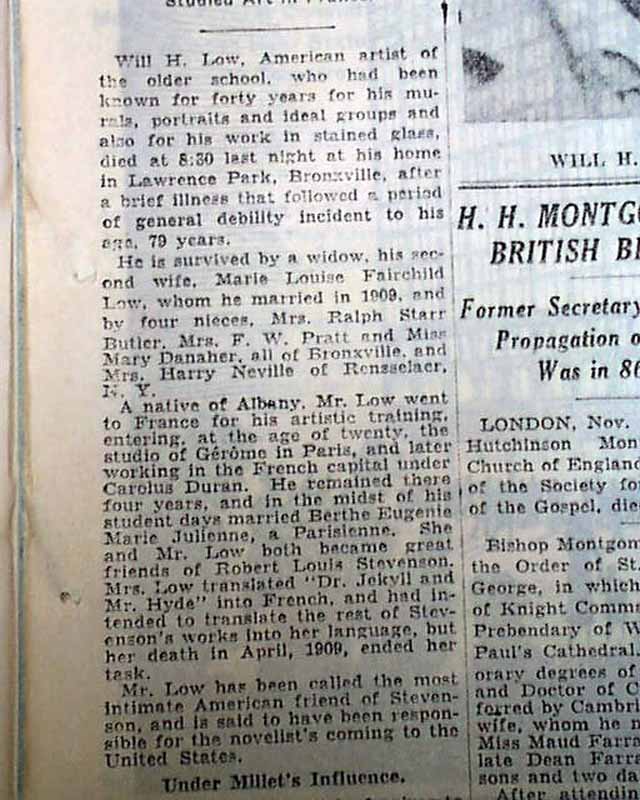 Studied Art in France.
Will H. Low, American artist of
the older school, who had been
known for forty years for his mu-
rals, portraits and ideal groups and
also for his work in stained glass,
died at 8:30 last night at his home
in Lawrence Park, Bronxville, after
a brief illness that followed a period
of general debility incident to his
age, 79 years.
He is survived by a widow, his sec-
ond wife, Marie Louise Fairchild
Low, whom he married in 1909, and
by four nieces, Mrs. Ralph Starr
Butler, Mrs. F. W. Pratt and Miss
Mary Danaher, all of Bronxville, and
Mrs. Harry Neville of Rensselaer,
N. Y.
A native of Albany, Mr. Low went
to France for his artistic training,
entering, at the age of twenty, the
studio of Gérôme in Paris, and later
working in the French capital under
Carolus Duran. He remained there
four years, and in the midst of his
student days married Berthe Eugenie
Marie Julienne, a Parisienne. She
and Mr. Low both became great
friends of Robert Louis Stevenson.
Mrs. Low translated "Dr. Jekyll and
Mr. Hyde" into French, and had in-
tended to translate the rest of Stev-
enson's works into her language, but
her death in April, 1909, ended her
task.
Mr. Low has been called the most
intimate American friend of Steven-
son, and is said to have been respon-
sible for the novelist's coming to the
United States.
Under Millet's Influence.
WILL H.
H. H. MONTGO
BRITISH BI
Former Secretary
Propagation o
Was in 86
LONDON, Nov.
Hutchinson Mon
Church of England
of the Society fo
of the Gospel, die
Bishop Montgom
the Order of St.
George, in which
of Knight Comm
Prebendary of W
Paul's Cathedral.
orary degrees of
and Doctor of C
ferred by Cambri
wife, whom he m
Miss Maud Farra
late Dean Farra
sons and two da
After attending